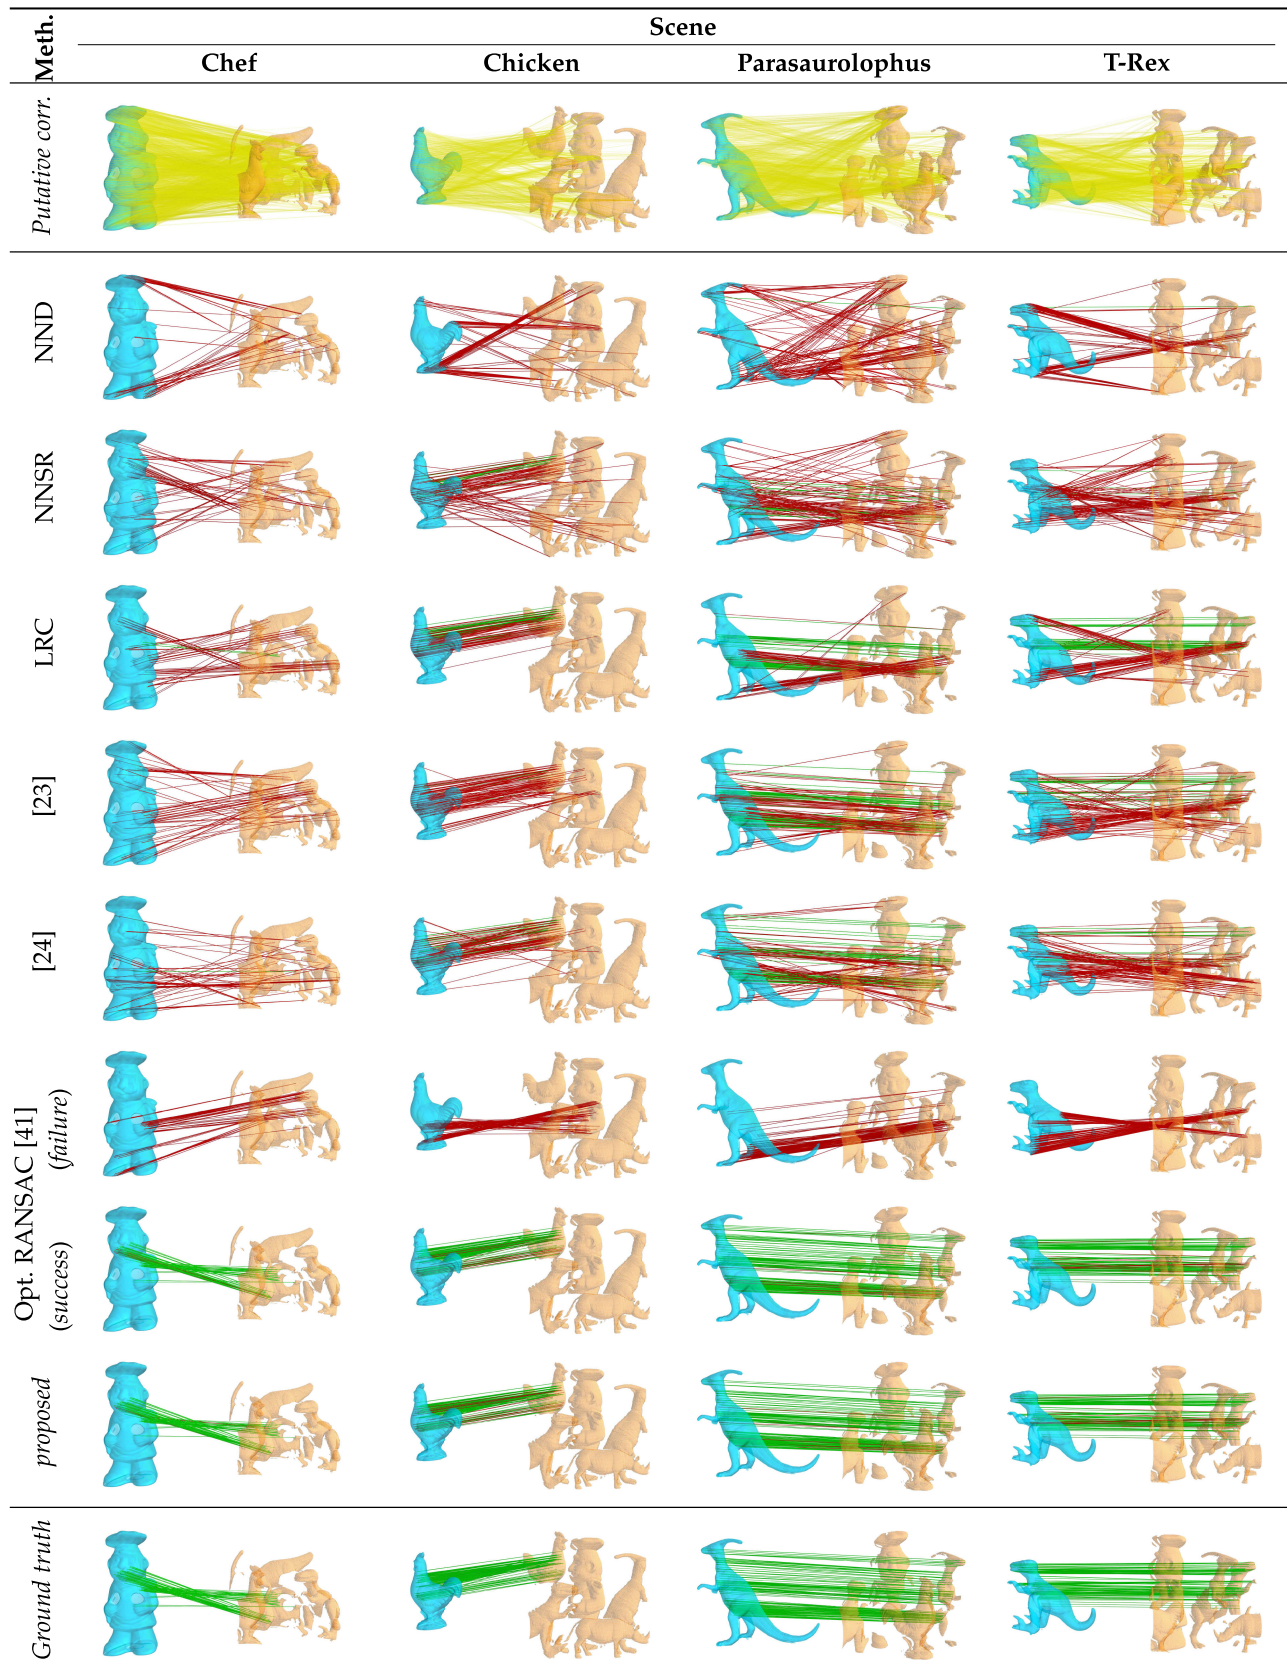 Meth.
Scene
Chef
Chicken
Parasaurolophus
T-Rex
Putative corr.
NND
NNSR
LRC
[23]
[24]
Opt. RANSAC [41]
(failure)
(success)
proposed
Ground truth